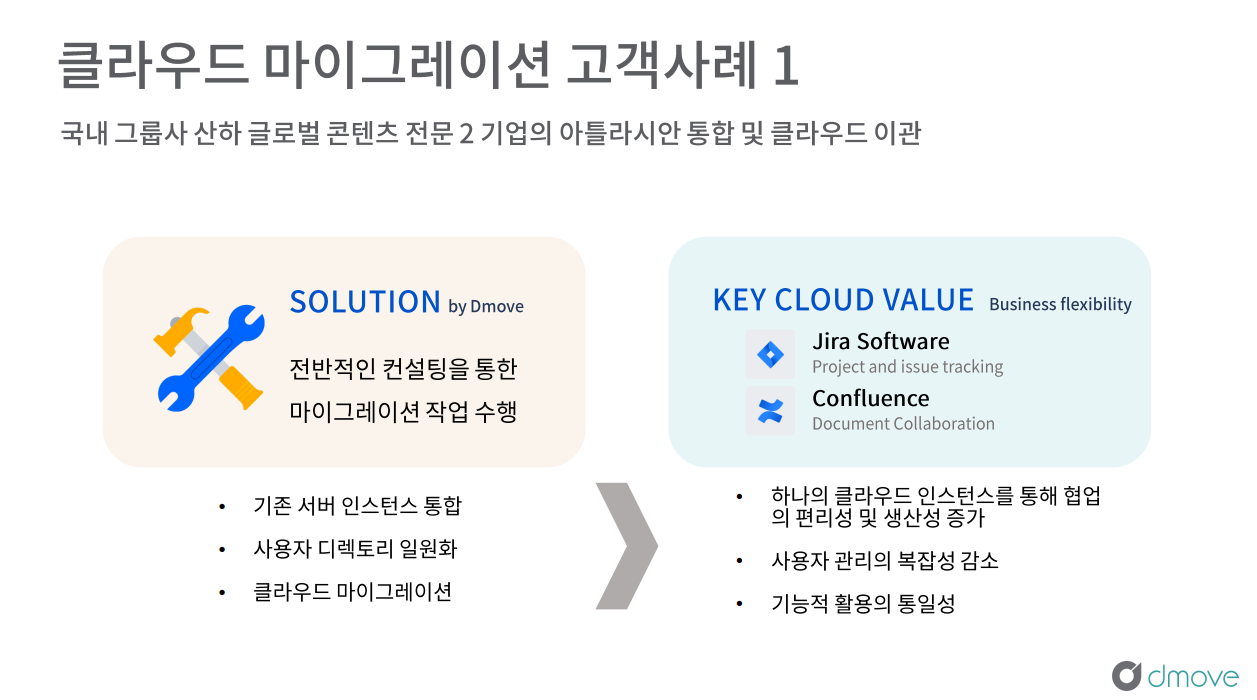 클라우드 마이그레이션 고객사례 1
국내 그룹사 산하 글로벌 콘텐츠 전문 2 기업의 아틀라시안 통합 및 클라우드 이관
SOLUTION by Dmove
전반적인 컨설팅을 통한
마이그레이션 작업 수행
• 기존 서버 인스턴스 통합
• 사용자 디렉토리 일원화
• 클라우드 마이그레이션
KEY CLOUD VALUE Business flexibility
Jira Software
Project and issue tracking
Confluence
Document Collaboration
• 하나의 클라우드 인스턴스를 통해 협업
의 편리성 및 생산성 증가
• 사용자 관리의 복잡성 감소
• 기능적 활용의 통일성
dmove